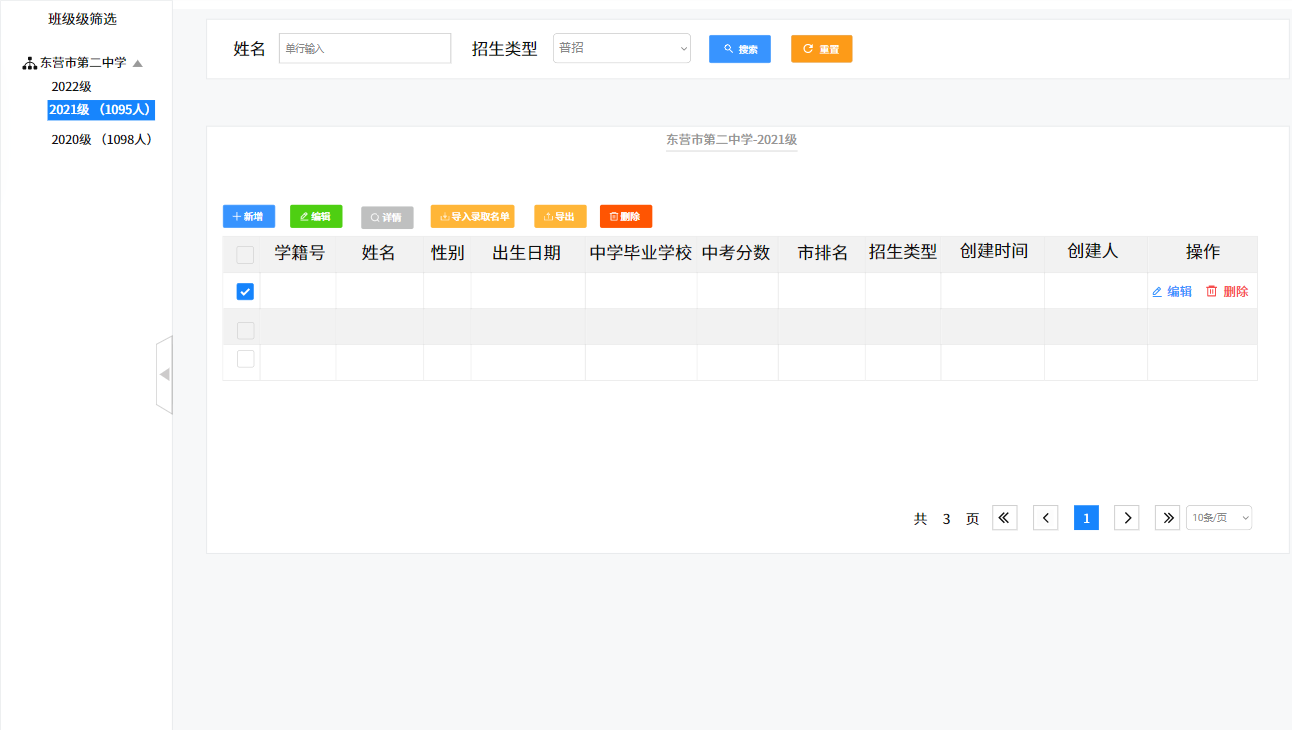 班级级筛选
东营市第二中学
2022级
2021级 （1095人）
2020级 （1098人）
姓名 单行输入 招生类型 普招 搜索 重置
东营市第二中学-2021级
新增 编辑 详情 导入录取名单 导出 删除
学籍号 姓名 性别 出生日期 中学毕业学校 中考分数 市排名 招生类型 创建时间 创建人 操作
编辑 删除
共 3 页 1 10条/页